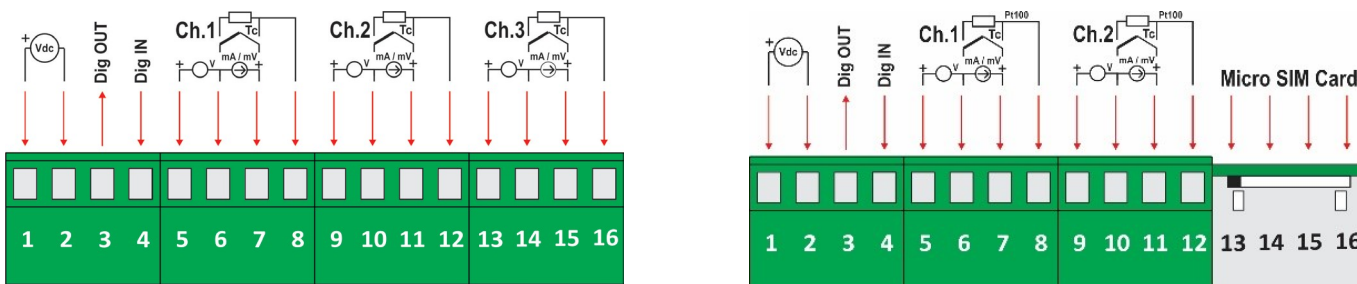 Vdc
+
Dig OUT
Dig IN
Ch.1
Tc
mA / mV
+ V +
Ch.2
Tc
mA / mV
+ V +
Ch.3
Tc
mA / mV
+ V +
1 2 3 4 5 6 7 8 9 10 11 12 13 14 15 16
Vdc
+
Dig OUT
Dig IN
Ch.1
Pt100
Tc
mA / mV
+ V +
Ch.2
Pt100
Tc
mA / mV
+ V +
Micro SIM Card
1 2 3 4 5 6 7 8 9 10 11 12 13 14 15 16